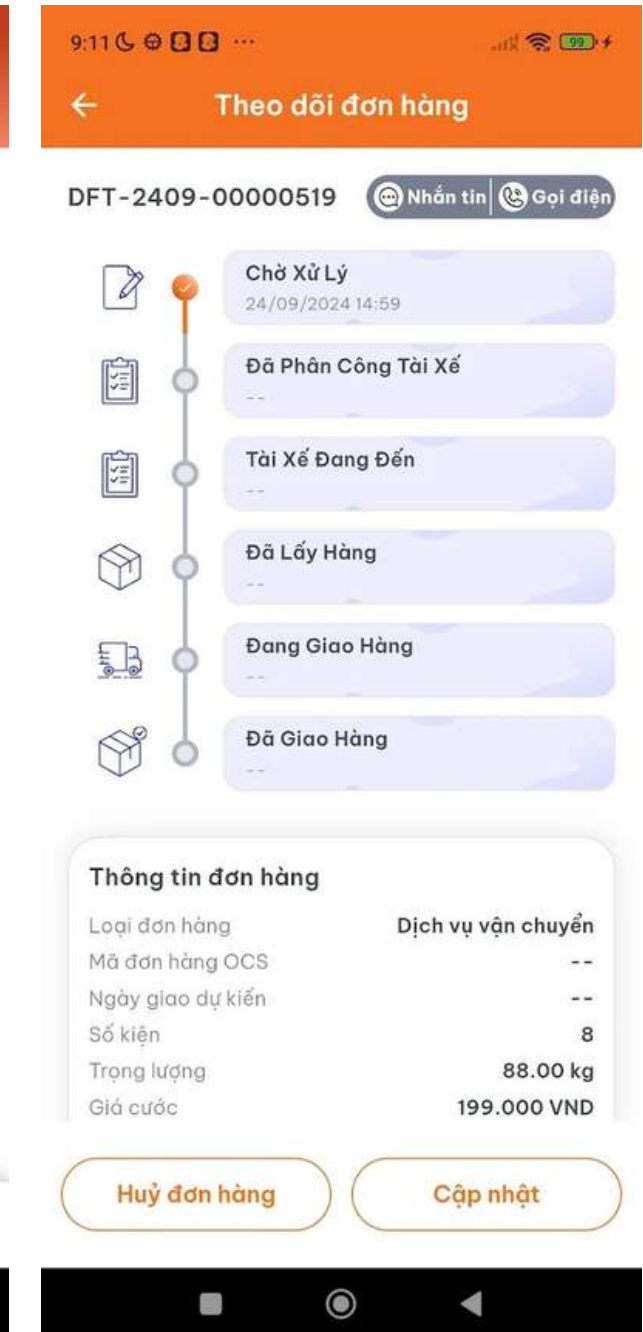 9:11
99
Theo dõi đơn hàng
DFT-2409-00000519
Nhắn tin
Gọi điện
Chờ Xử Lý
24/09/2024 14:59
Đã Phân Công Tài Xế
--
Tài Xế Đang Đến
--
Đã Lấy Hàng
--
Đang Giao Hàng
--
Đã Giao Hàng
--
Thông tin đơn hàng
Loại đơn hàng Dịch vụ vận chuyển
Mã đơn hàng OCS --
Ngày giao dự kiến --
Số kiện 8
Trọng lượng 88.00 kg
Giá cước 199.000 VND
Huỷ đơn hàng
Cập nhật